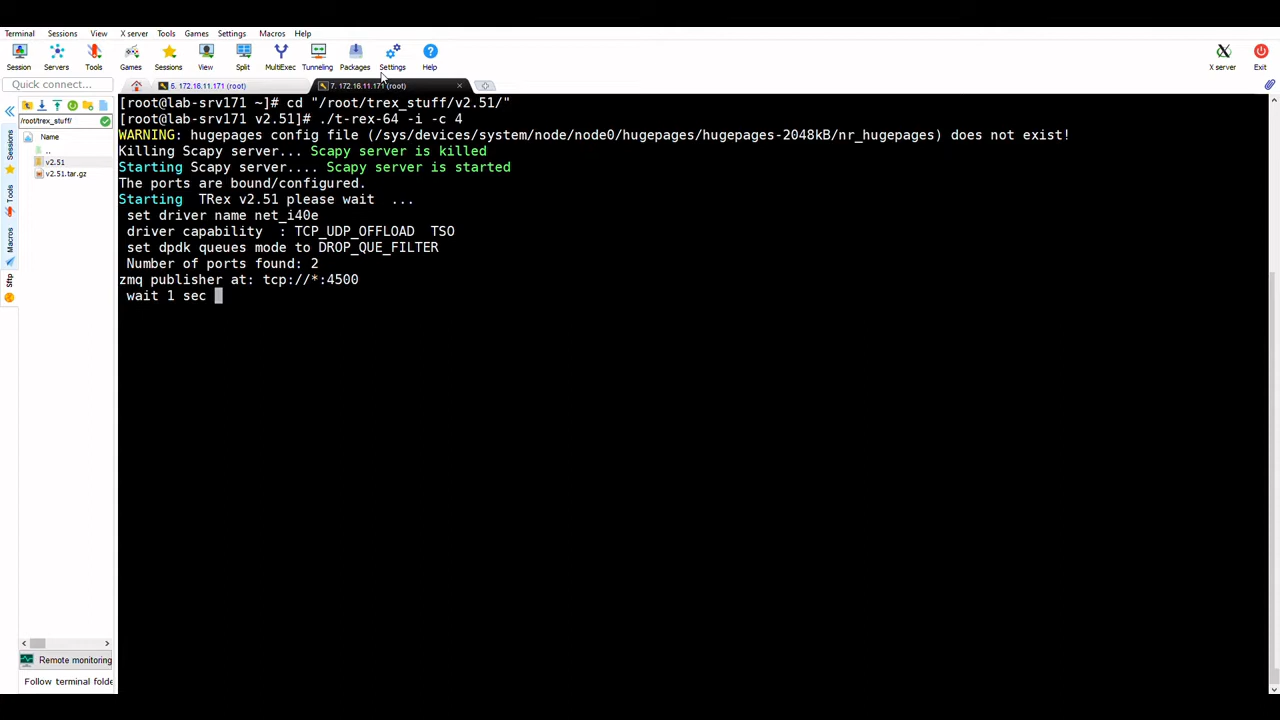 Terminal Sessions View X server Tools Games Settings Macros Help
Session Servers Tools Games Sessions View Split MultiExec Tunneling Packages Settings Help X server Exit
Quick connect...
5. 172.16.11.171 (root)
7. 172.16.11.171 (root)
/root/trex_stuff/
Name
..
v2.51
v2.51.tar.gz
Sessions
Tools
Macros
Sftp
[root@lab-srv171 ~]# cd "/root/trex_stuff/v2.51/"
[root@lab-srv171 v2.51]# ./t-rex-64 -i -c 4
WARNING: hugepages config file (/sys/devices/system/node/node0/hugepages/hugepages-2048kB/nr_hugepages) does not exist!
Killing Scapy server... Scapy server is killed
Starting Scapy server.... Scapy server is started
The ports are bound/configured.
Starting  TRex v2.51 please wait  ...
 set driver name net_i40e
 driver capability  : TCP_UDP_OFFLOAD  TSO
 set dpdk queues mode to DROP_QUE_FILTER
 Number of ports found: 2
zmq publisher at: tcp://*:4500
 wait 1 sec
Remote monitoring
Follow terminal folde